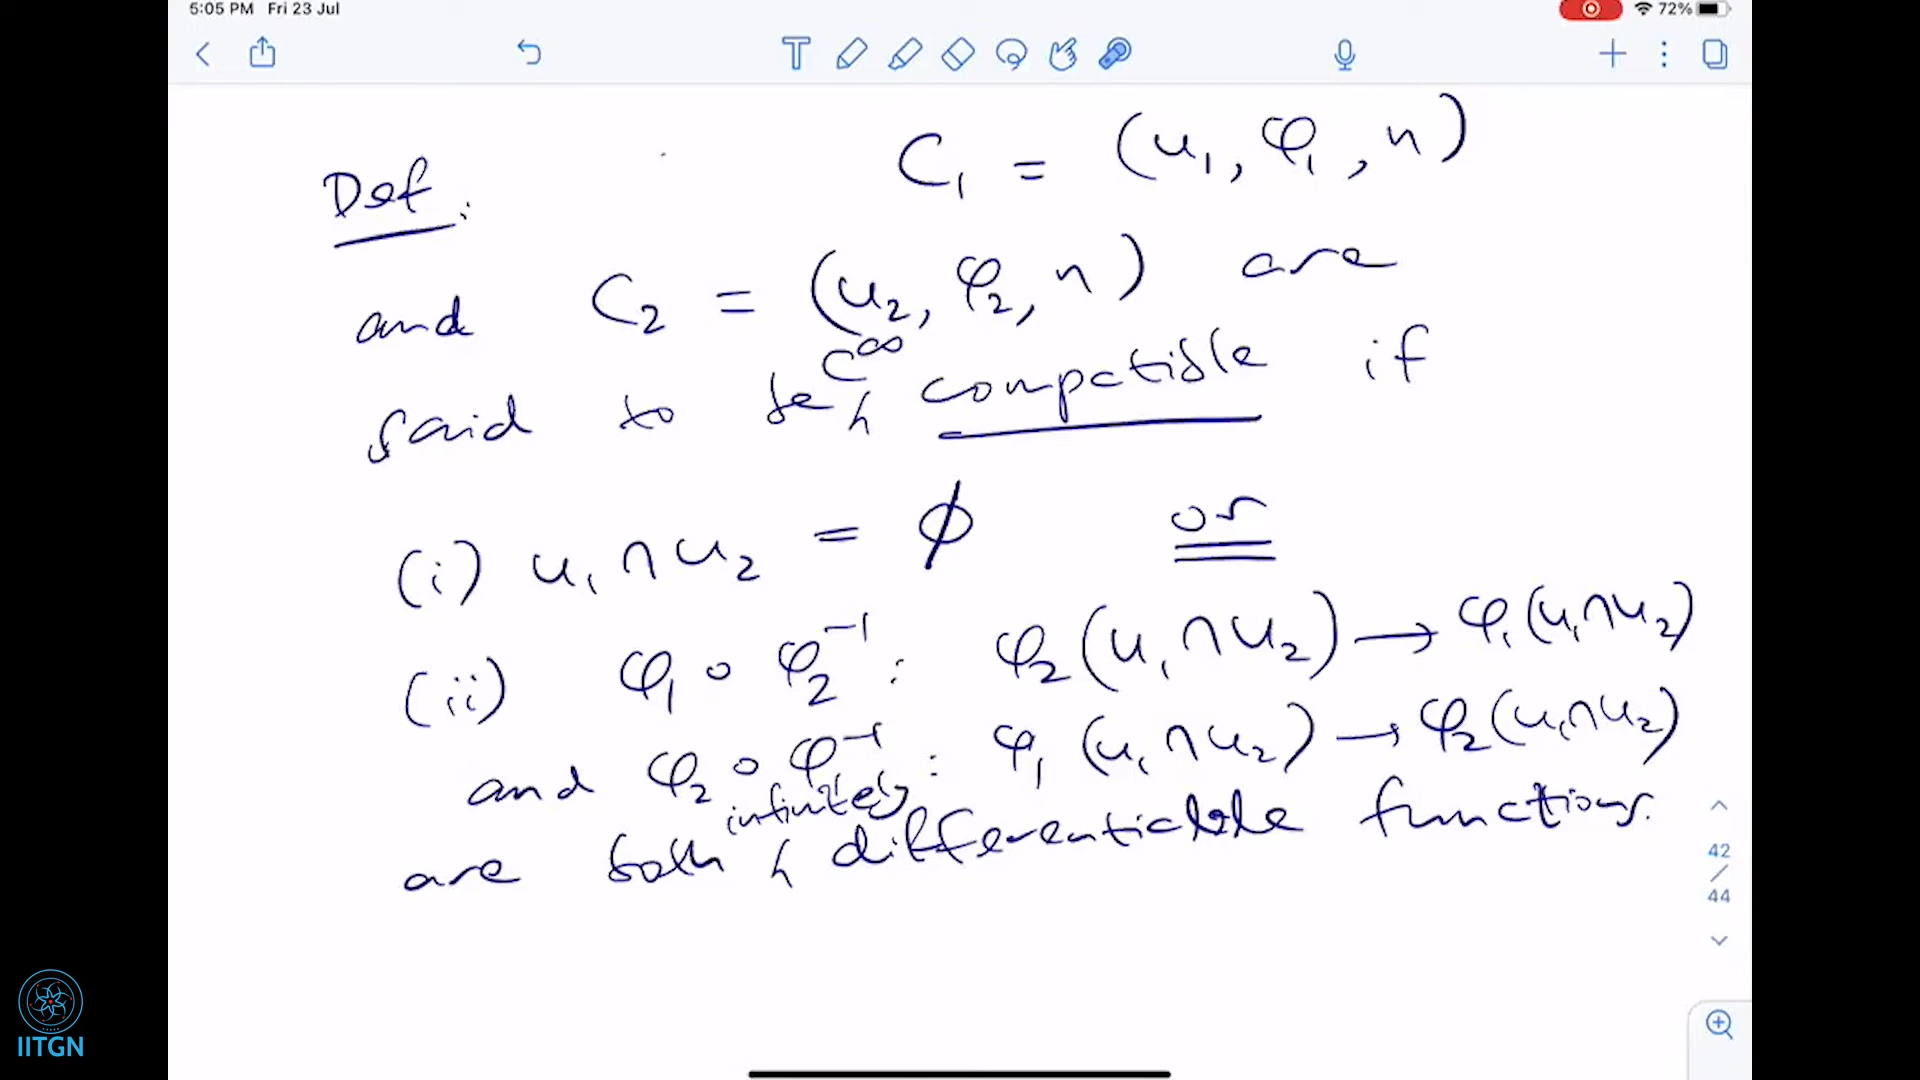 5:05 PM Fri 23 Jul
72%
Def: C₁ = (u₁, φ₁, n)
and C₂ = (u₂, φ₂, n) are
C^∞
said to be compatible if
(i) u₁ ∩ u₂ = ϕ or
(ii) φ₁ ∘ φ₂⁻¹ : φ₂(u₁ ∩ u₂) → φ₁(u₁ ∩ u₂)
and φ₂ ∘ φ₁⁻¹ : φ₁(u₁ ∩ u₂) → φ₂(u₁ ∩ u₂)
infinitely
are both differentiable functions.
42
/
44
IITGN